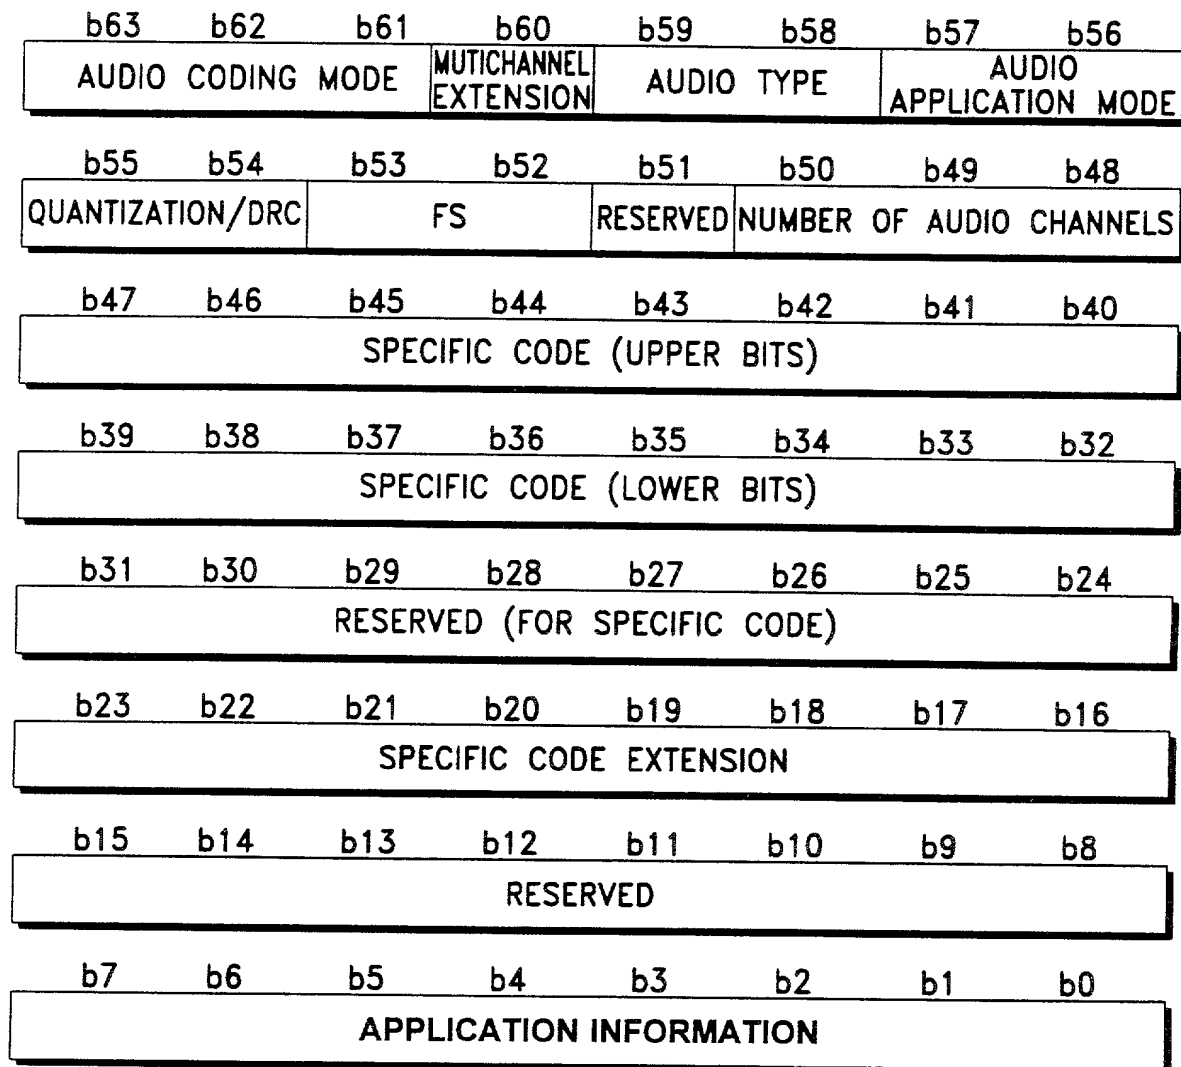 b63 b62 b61 b60 b59 b58 b57 b56
AUDIO CODING MODE MUTICHANNEL EXTENSION AUDIO TYPE AUDIO APPLICATION MODE
b55 b54 b53 b52 b51 b50 b49 b48
QUANTIZATION/DRC FS RESERVED NUMBER OF AUDIO CHANNELS
b47 b46 b45 b44 b43 b42 b41 b40
SPECIFIC CODE (UPPER BITS)
b39 b38 b37 b36 b35 b34 b33 b32
SPECIFIC CODE (LOWER BITS)
b31 b30 b29 b28 b27 b26 b25 b24
RESERVED (FOR SPECIFIC CODE)
b23 b22 b21 b20 b19 b18 b17 b16
SPECIFIC CODE EXTENSION
b15 b14 b13 b12 b11 b10 b9 b8
RESERVED
b7 b6 b5 b4 b3 b2 b1 b0
APPLICATION INFORMATION